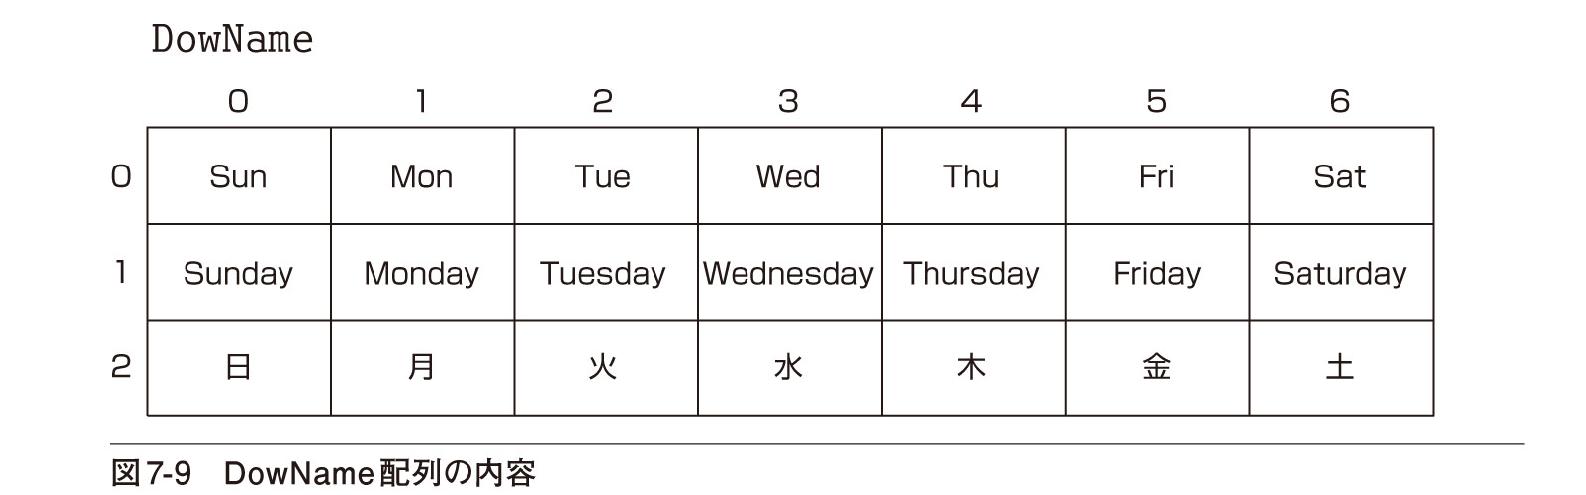 DowName
0 1 2 3 4 5 6
0 Sun Mon Tue Wed Thu Fri Sat
1 Sunday Monday Tuesday Wednesday Thursday Friday Saturday
2 日 月 火 水 木 金 土
図7-9 DowName配列の内容